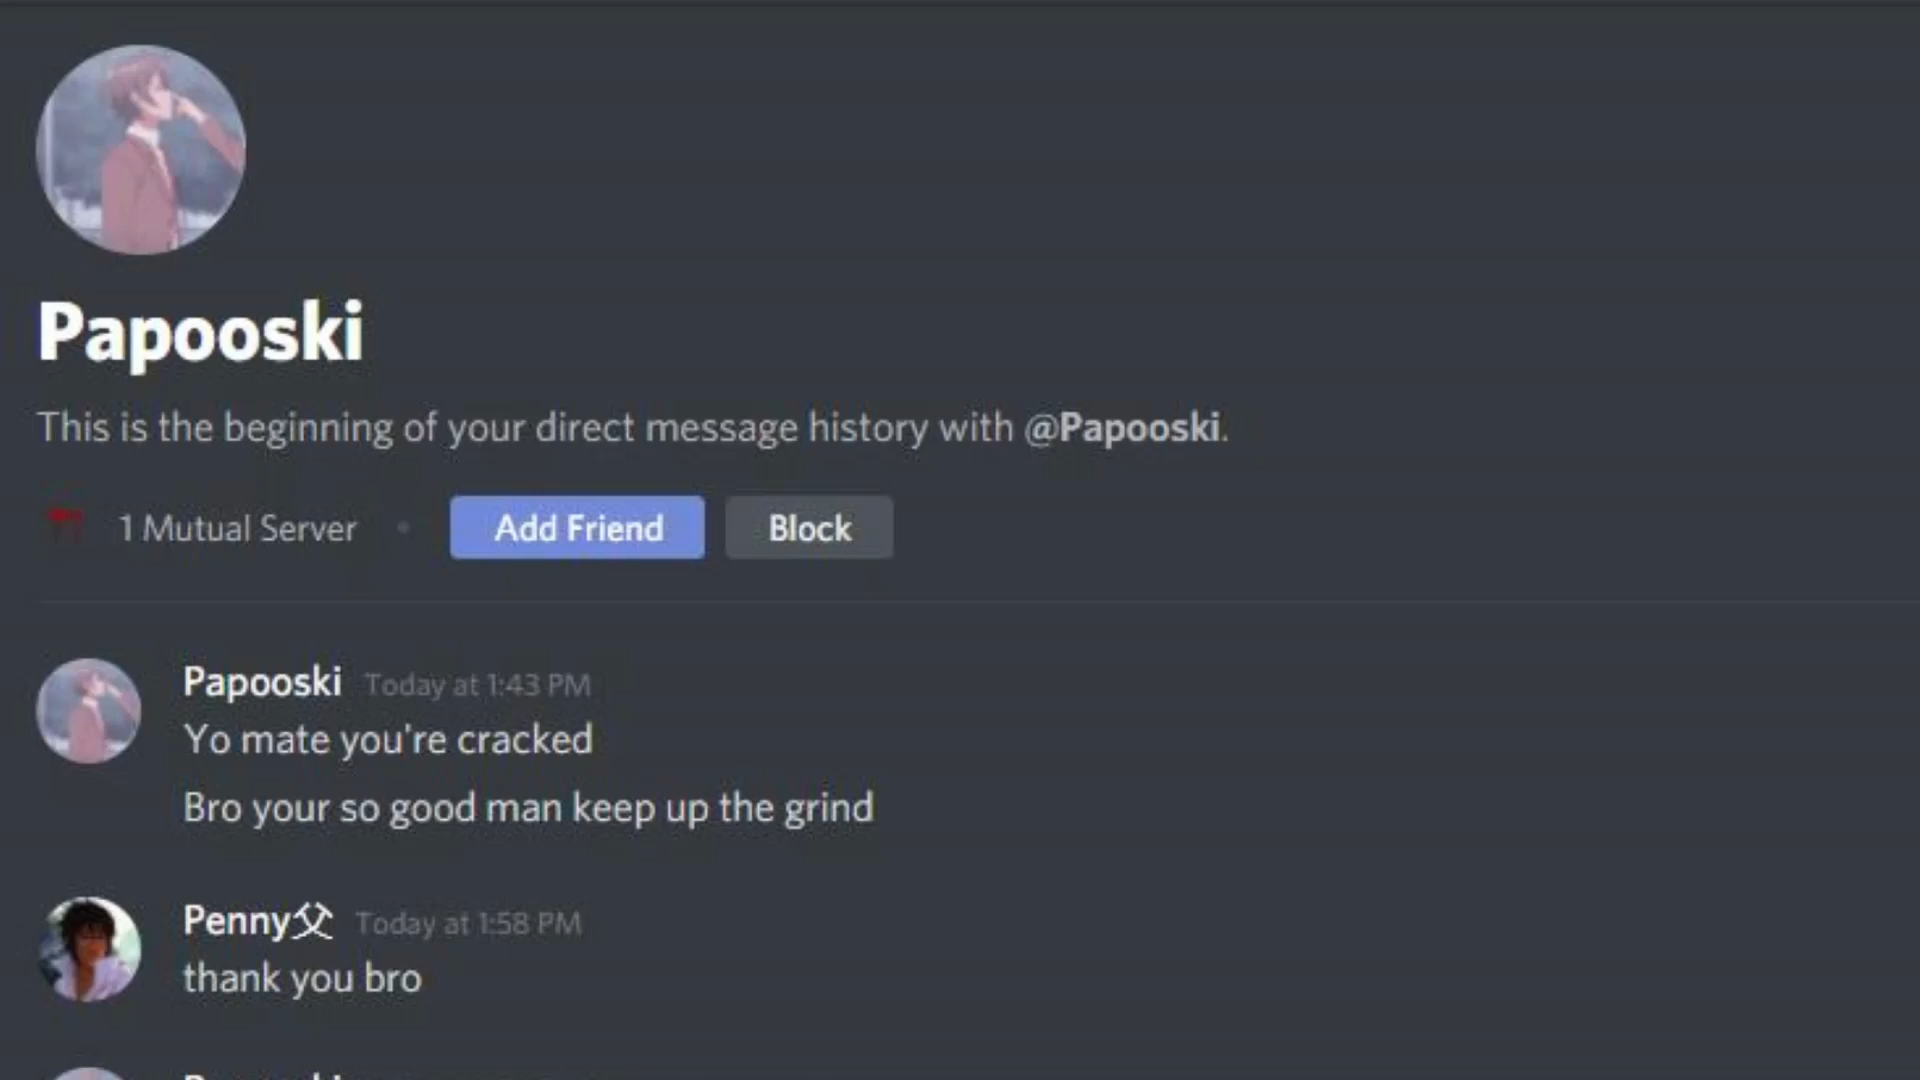 Papooski
This is the beginning of your direct message history with @Papooski.
1 Mutual Server • Add Friend Block
Papooski Today at 1:43 PM
Yo mate you're cracked
Bro your so good man keep up the grind
Penny父 Today at 1:58 PM
thank you bro